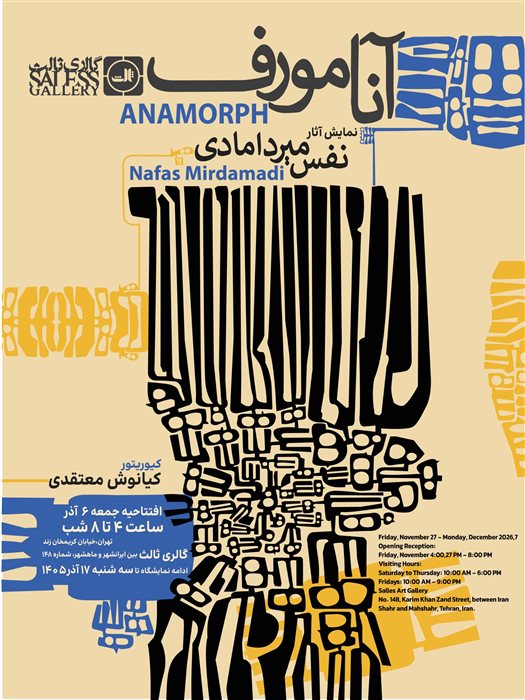 گالری ثالث
SALESS
GALLERY
ثالث
آنامورف
ANAMORPH
نمایش آثار
نفس میردامادی
Nafas Mirdamadi
کیوریتور
کیانوش معتقدی
افتتاحیه جمعه ۶ آذر
ساعت ۴ تا ۸ شب
تهران،خیابان کریمخان زند
گالری ثالث بین ایرانشهر و ماهشهر، شماره ۱۴۸
ادامه نمایشگاه تا سه شنبه ۱۷ آذر ۱۴۰۵
Friday, November 27 – Monday, December 2026,7
Opening Reception:
Friday, November 4:00,27 PM – 8:00 PM
Visiting Hours:
Saturday to Thursday: 10:00 AM – 6:00 PM
Fridays: 10:00 AM – 9:00 PM
Salles Art Gallery
No. 148, Karim Khan Zand Street, between Iran
Shahr and Mahshahr, Tehran, Iran.